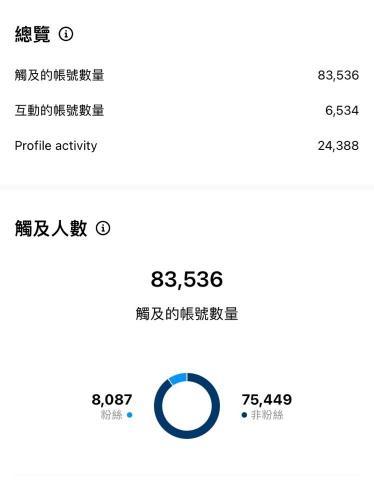 總覽
觸及的帳號數量 83,536
互動的帳號數量 6,534
Profile activity 24,388
觸及人數
83,536
觸及的帳號數量
8,087 75,449
粉絲 非粉絲